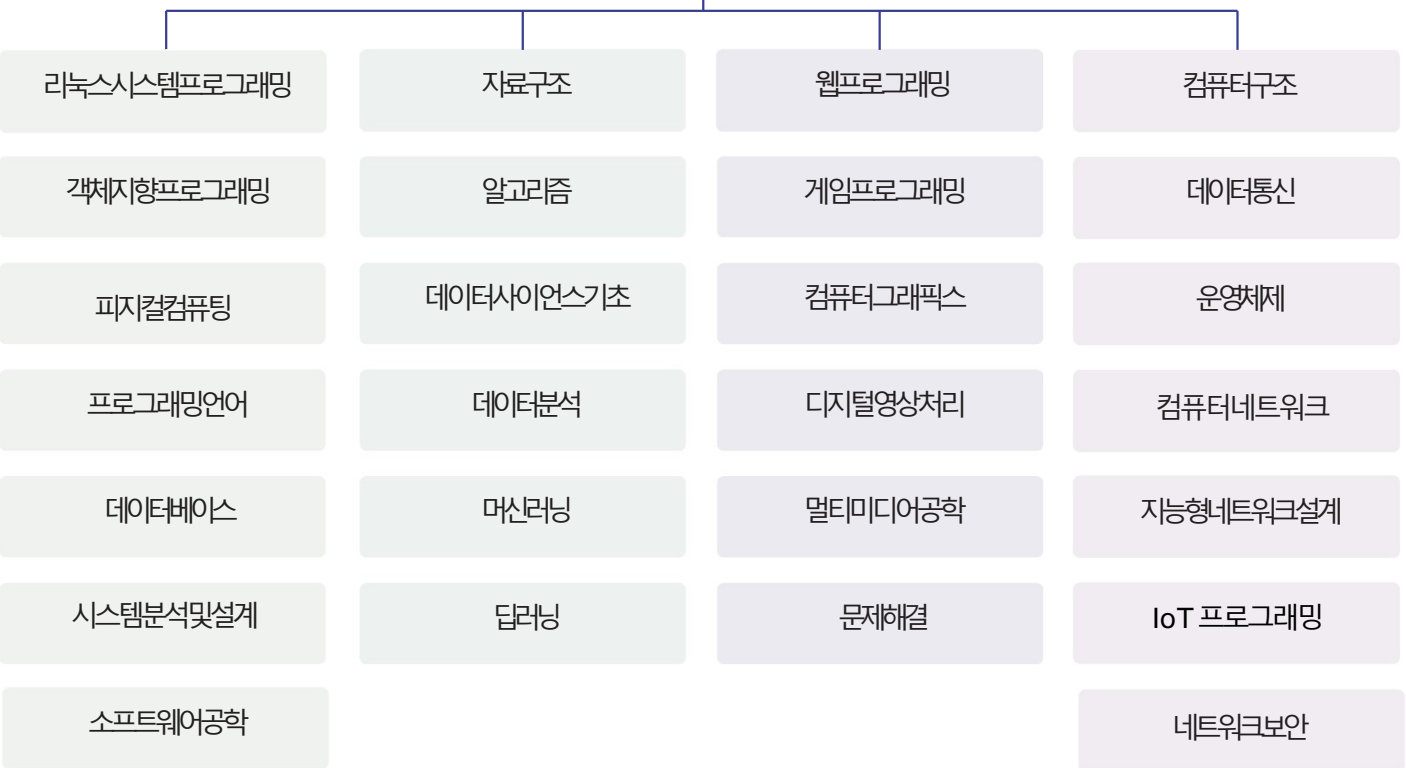 리눅스시스템프로그래밍
자료구조
웹프로그래밍
컴퓨터구조
객체지향프로그래밍
알고리즘
게임프로그래밍
데이터통신
피지컬컴퓨팅
데이터사이언스기초
컴퓨터그래픽스
운영체제
프로그래밍언어
데이터분석
디지털영상처리
컴퓨터네트워크
데이터베이스
머신러닝
멀티미디어공학
지능형네트워크설계
시스템분석및설계
딥러닝
문제해결
IoT 프로그래밍
소프트웨어공학
네트워크보안